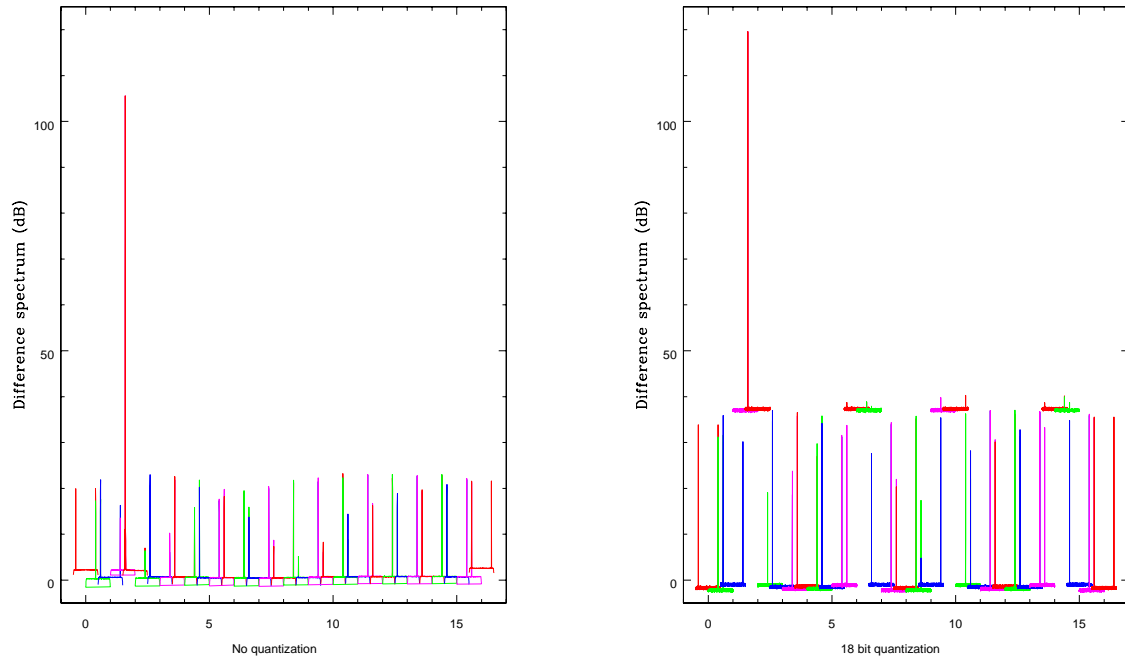 Difference spectrum (dB)
100
50
0
0 5 10 15
No quantization
Difference spectrum (dB)
100
50
0
0 5 10 15
18 bit quantization